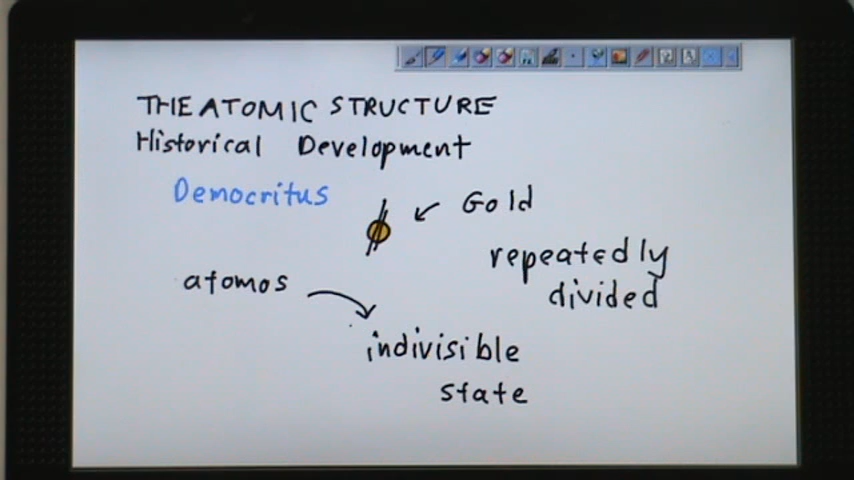 THE ATOMIC STRUCTURE
Historical Development
Democritus
Gold
repeatedly
divided
atomos
indivisible
state